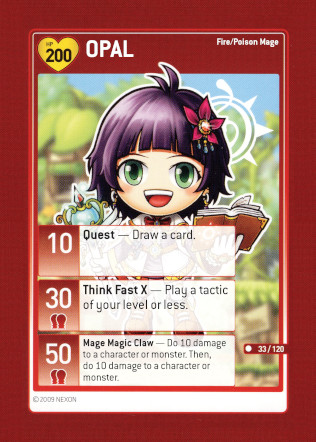 HP
200
OPAL
Fire/Poison Mage
10
Quest — Draw a card.
30
Think Fast X — Play a tactic
of your level or less.
50
Mage Magic Claw — Do 10 damage
to a character or monster. Then,
do 10 damage to a character or
monster.
33/120
© 2009 NEXON